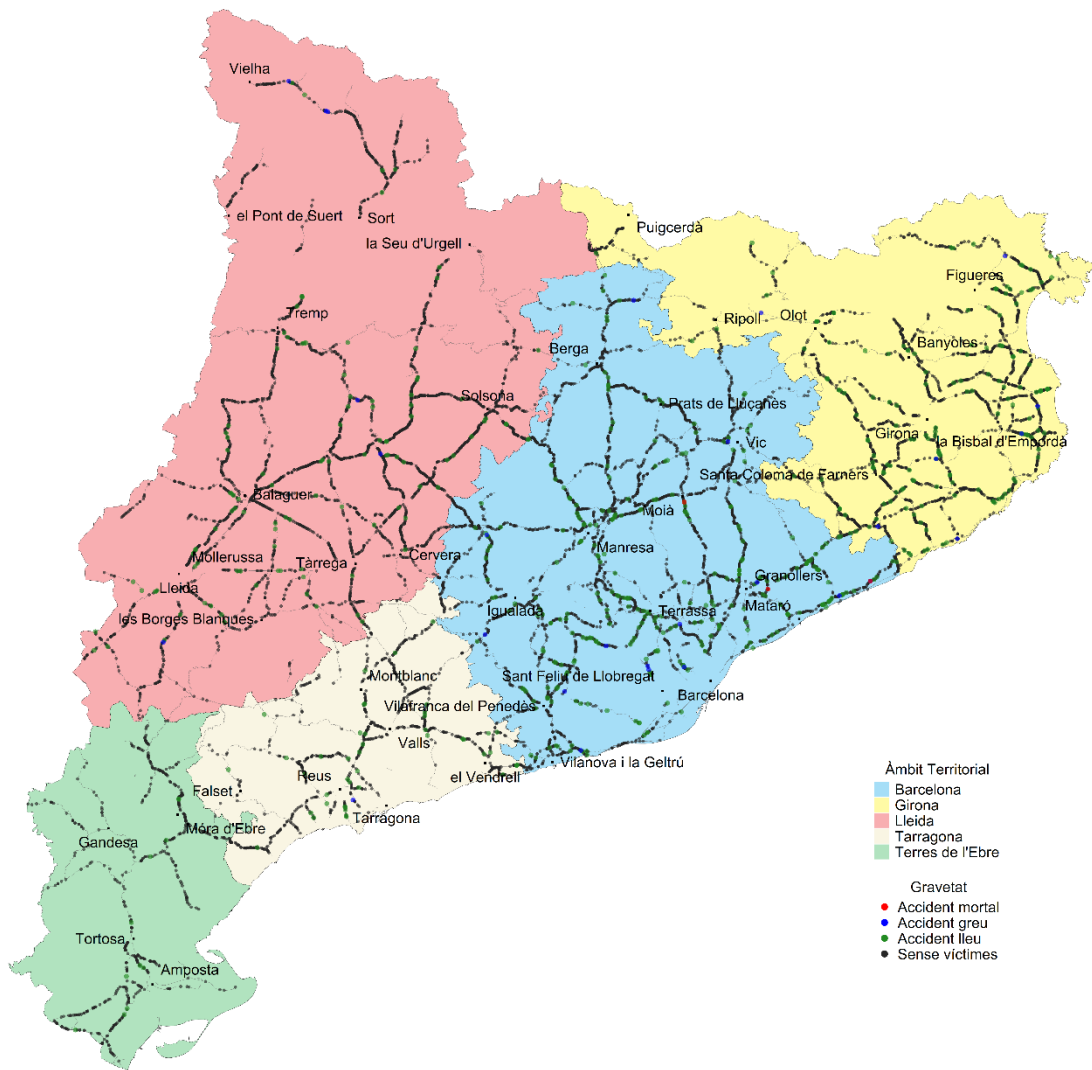 Vielha
el Pont de Suert
Sort
Puigcerdà
la Seu d'Urgell
Figueres
Tremp
Ripoll
Olot
Berga
Banyoles
Solsona
Prats de Lluçanès
Girona
la Bisbal d'Empordà
Vic
Santa Coloma de Farners
Balaguer
Moià
Manresa
Mollerussa
Tàrrega
Cervera
Granollers
Lleida
Igualada
Terrassa
Mataró
les Borges Blanques
Montblanc
Sant Feliu de Llobregat
Barcelona
Vilafranca del Penedès
Valls
Vilanova i la Geltrú
el Vendrell
Reus
Falset
Tarragona
Móra d'Ebre
Gandesa
Tortosa
Amposta
Àmbit Territorial
Barcelona
Girona
Lleida
Tarragona
Terres de l'Ebre
Gravetat
Accident mortal
Accident greu
Accident lleu
Sense víctimes